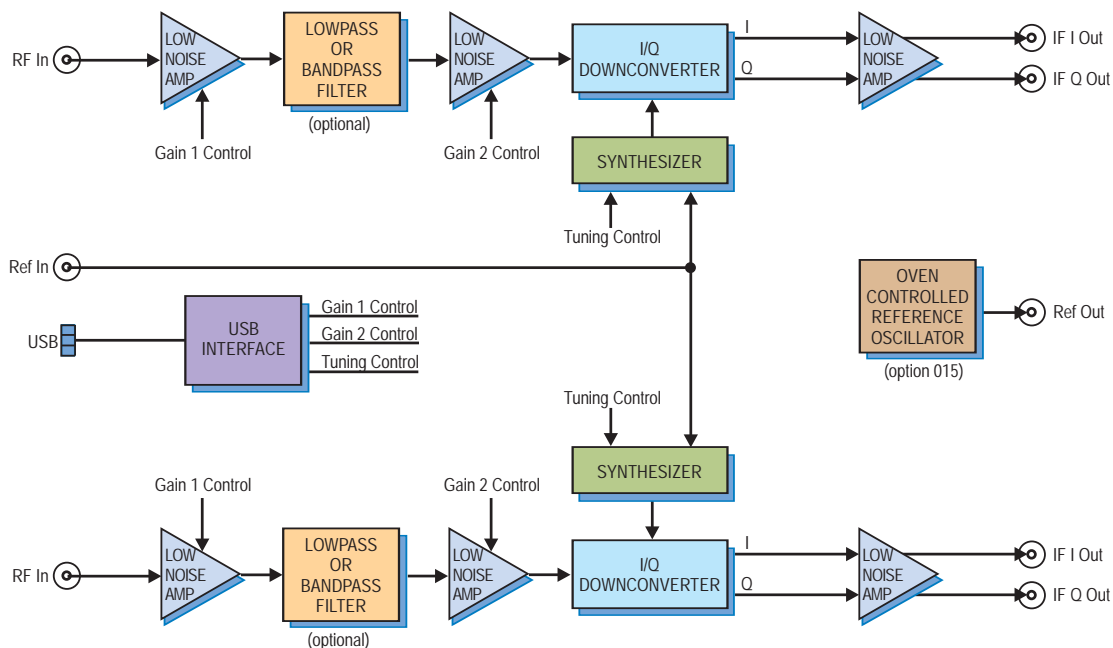 RF In
LOW
NOISE
AMP
Gain 1 Control
LOWPASS
OR
BANDPASS
FILTER
(optional)
LOW
NOISE
AMP
Gain 2 Control
I/Q
DOWNCONVERTER
I
Q
LOW
NOISE
AMP
IF I Out
IF Q Out
SYNTHESIZER
Tuning Control
Ref In
USB
USB
INTERFACE
Gain 1 Control
Gain 2 Control
Tuning Control
OVEN
CONTROLLED
REFERENCE
OSCILLATOR
(option 015)
Ref Out
Tuning Control
SYNTHESIZER
Gain 1 Control
Gain 2 Control
RF In
LOW
NOISE
AMP
LOWPASS
OR
BANDPASS
FILTER
(optional)
LOW
NOISE
AMP
I/Q
DOWNCONVERTER
I
Q
LOW
NOISE
AMP
IF I Out
IF Q Out